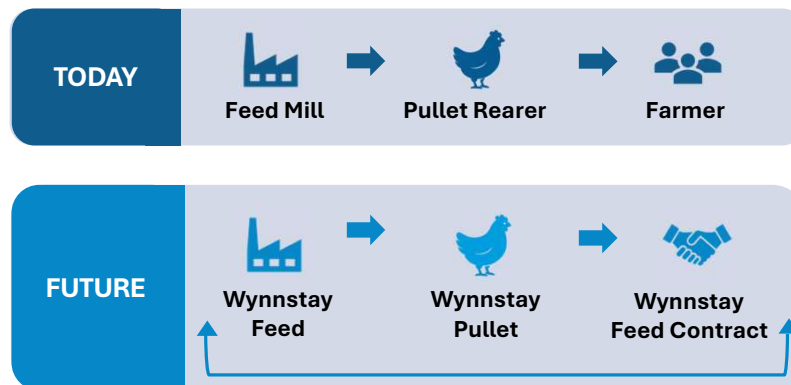 TODAY
Feed Mill
Pullet Rearer
Farmer
FUTURE
Wynnstay
Feed
Wynnstay
Pullet
Wynnstay
Feed Contract